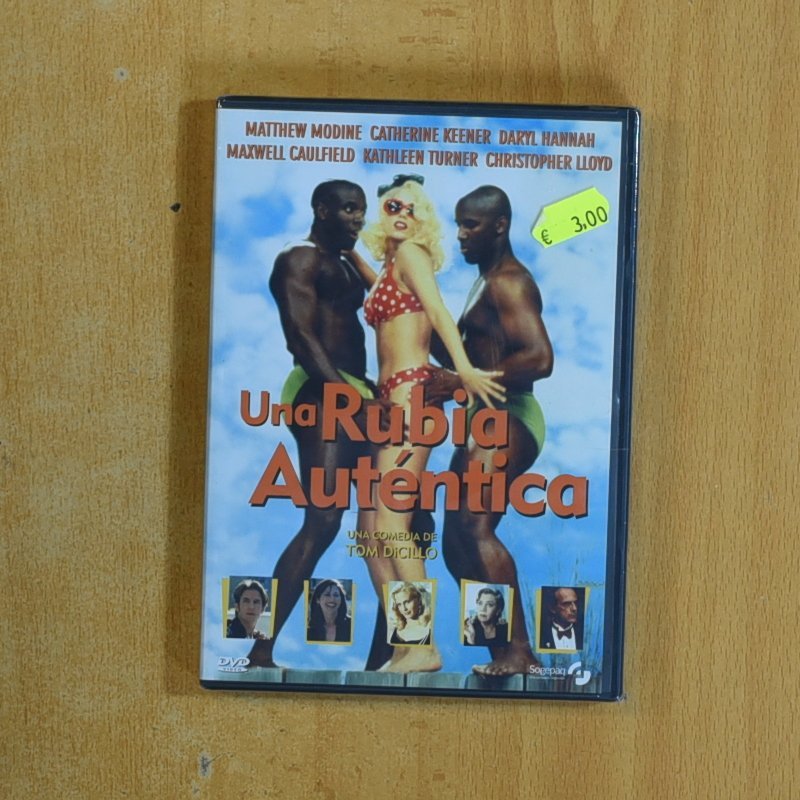 MATTHEW MODINE CATHERINE KEENER DARYL HANNAH
MAXWELL CAULFIELD KATHLEEN TURNER CHRISTOPHER LLOYD
€ 3,00
Una Rubia
Auténtica
UNA COMEDIA DE
TOM DiCILLO
DVD
VIDEO
Sogepaq